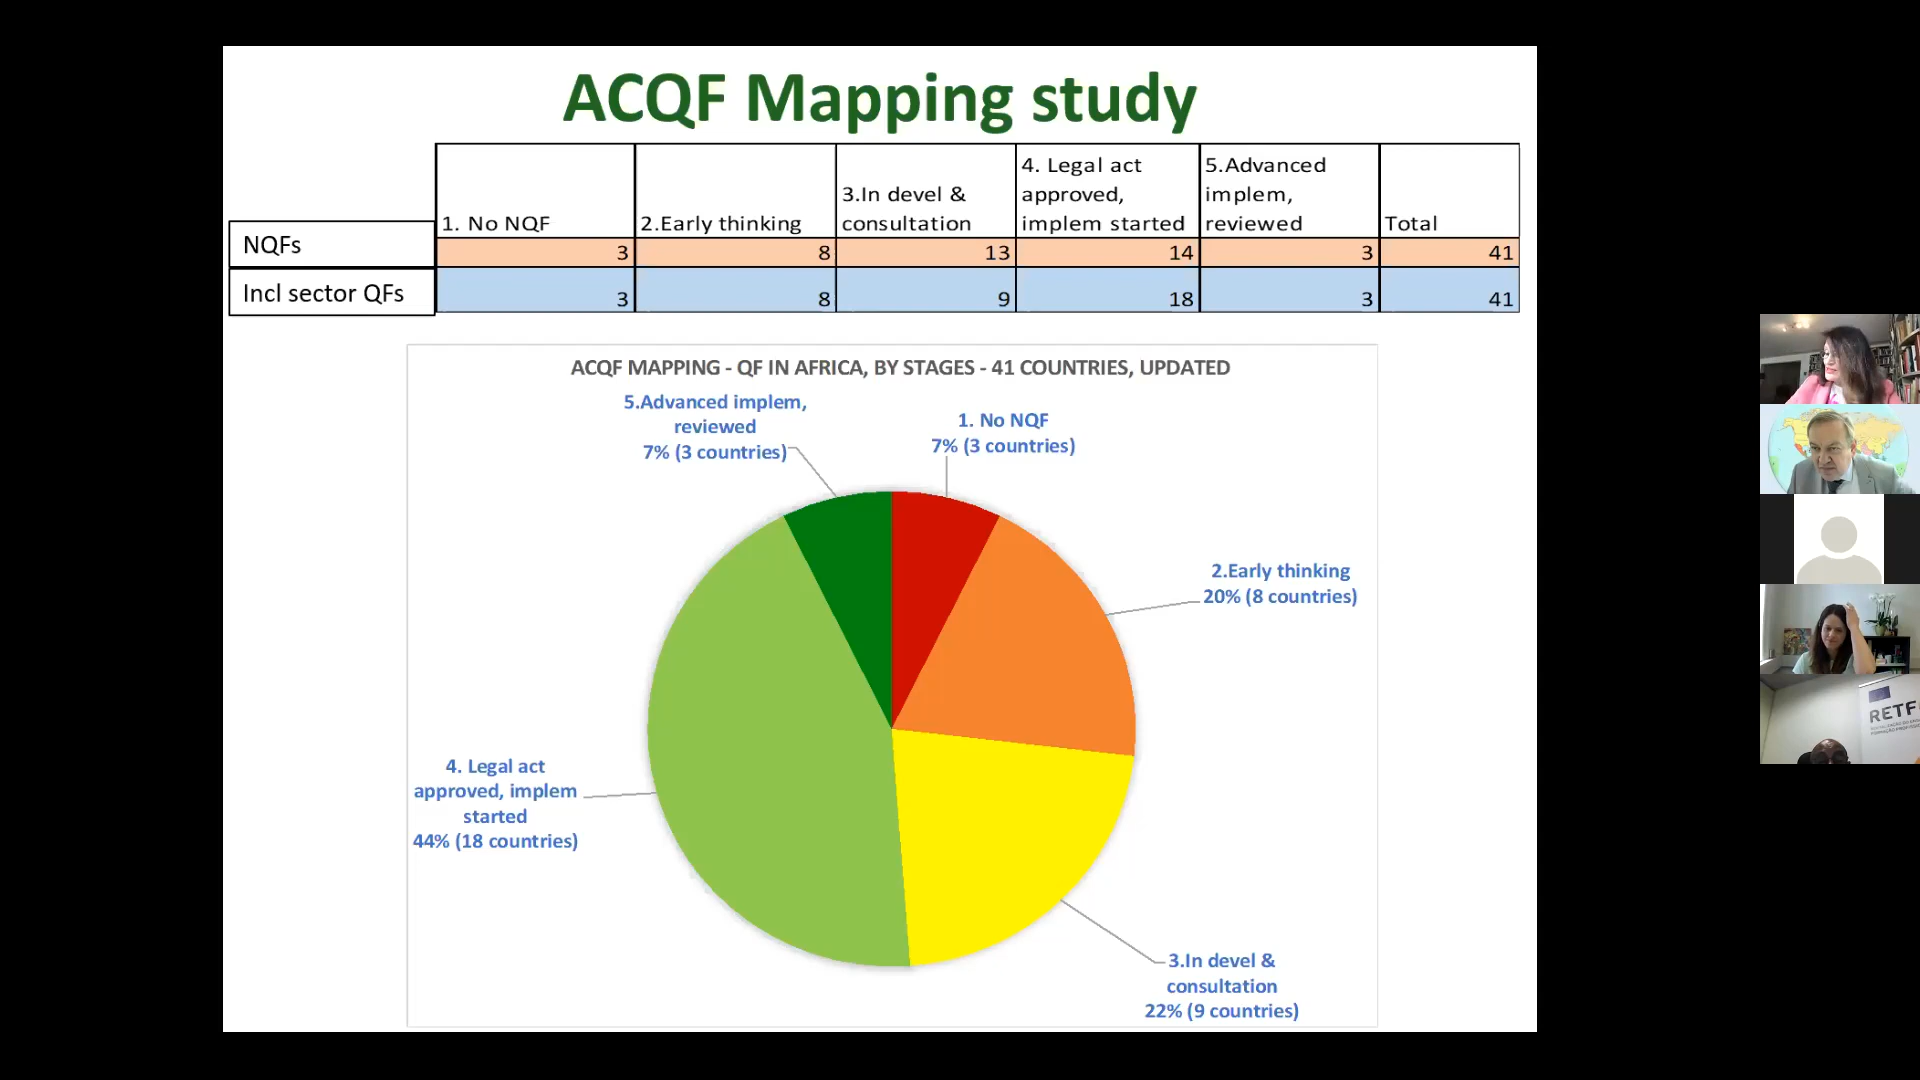 ACQF Mapping study
1. No NQF
2.Early thinking
3.In devel &
consultation
4. Legal act
approved,
implem started
5.Advanced
implem,
reviewed
Total
NQFs
3
8
13
14
3
41
Incl sector QFs
3
8
9
18
3
41
ACQF MAPPING - QF IN AFRICA, BY STAGES - 41 COUNTRIES, UPDATED
5.Advanced implem,
reviewed
7% (3 countries)
1. No NQF
7% (3 countries)
2.Early thinking
20% (8 countries)
4. Legal act
approved, implem
started
44% (18 countries)
3.In devel &
consultation
22% (9 countries)
RETF